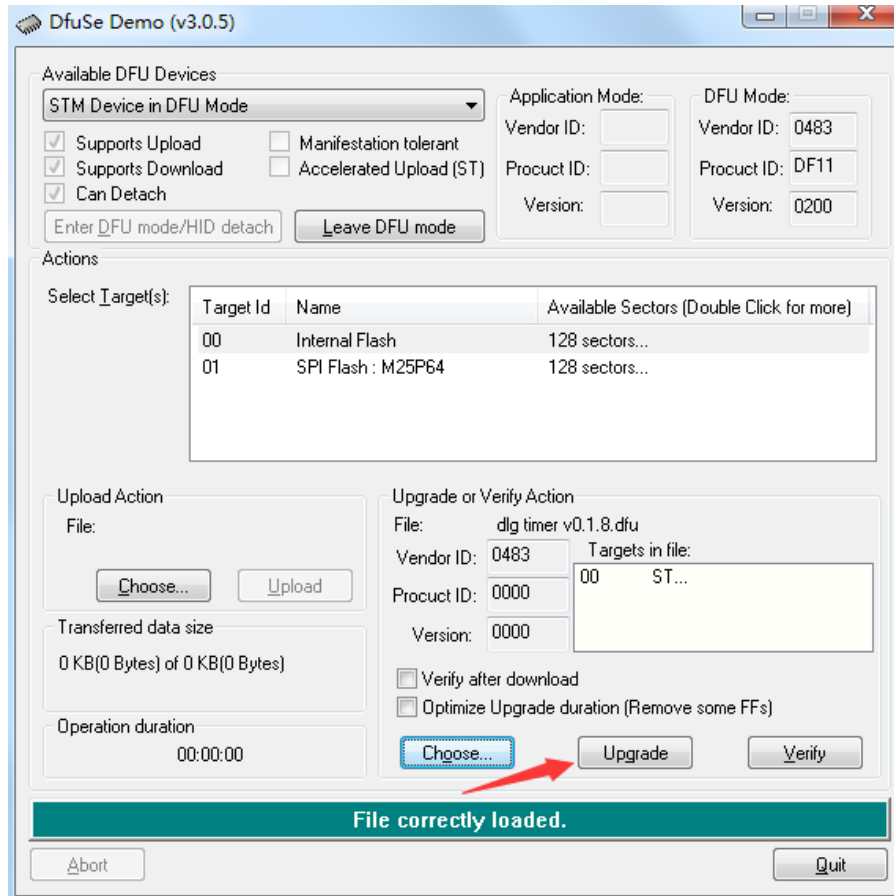 DfuSe Demo (v3.0.5)
Available DFU Devices
STM Device in DFU Mode
Supports Upload
Manifestation tolerant
Supports Download
Accelerated Upload (ST)
Can Detach
Enter DFU mode/HID detach
Leave DFU mode
Application Mode:
Vendor ID:
Procuct ID:
Version:
DFU Mode:
Vendor ID: 0483
Procuct ID: DF11
Version: 0200
Actions
Select Target(s):
Target Id Name Available Sectors (Double Click for more)
00 Internal Flash 128 sectors...
01 SPI Flash : M25P64 128 sectors...
Upload Action
File:
Choose... Upload
Transferred data size
0 KB(0 Bytes) of 0 KB(0 Bytes)
Operation duration
00:00:00
Upgrade or Verify Action
File: dlg timer v0.1.8.dfu
Vendor ID: 0483
Procuct ID: 0000
Version: 0000
Targets in file:
00 ST...
Verify after download
Optimize Upgrade duration (Remove some FFs)
Choose... Upgrade Verify
File correctly loaded.
Abort Quit